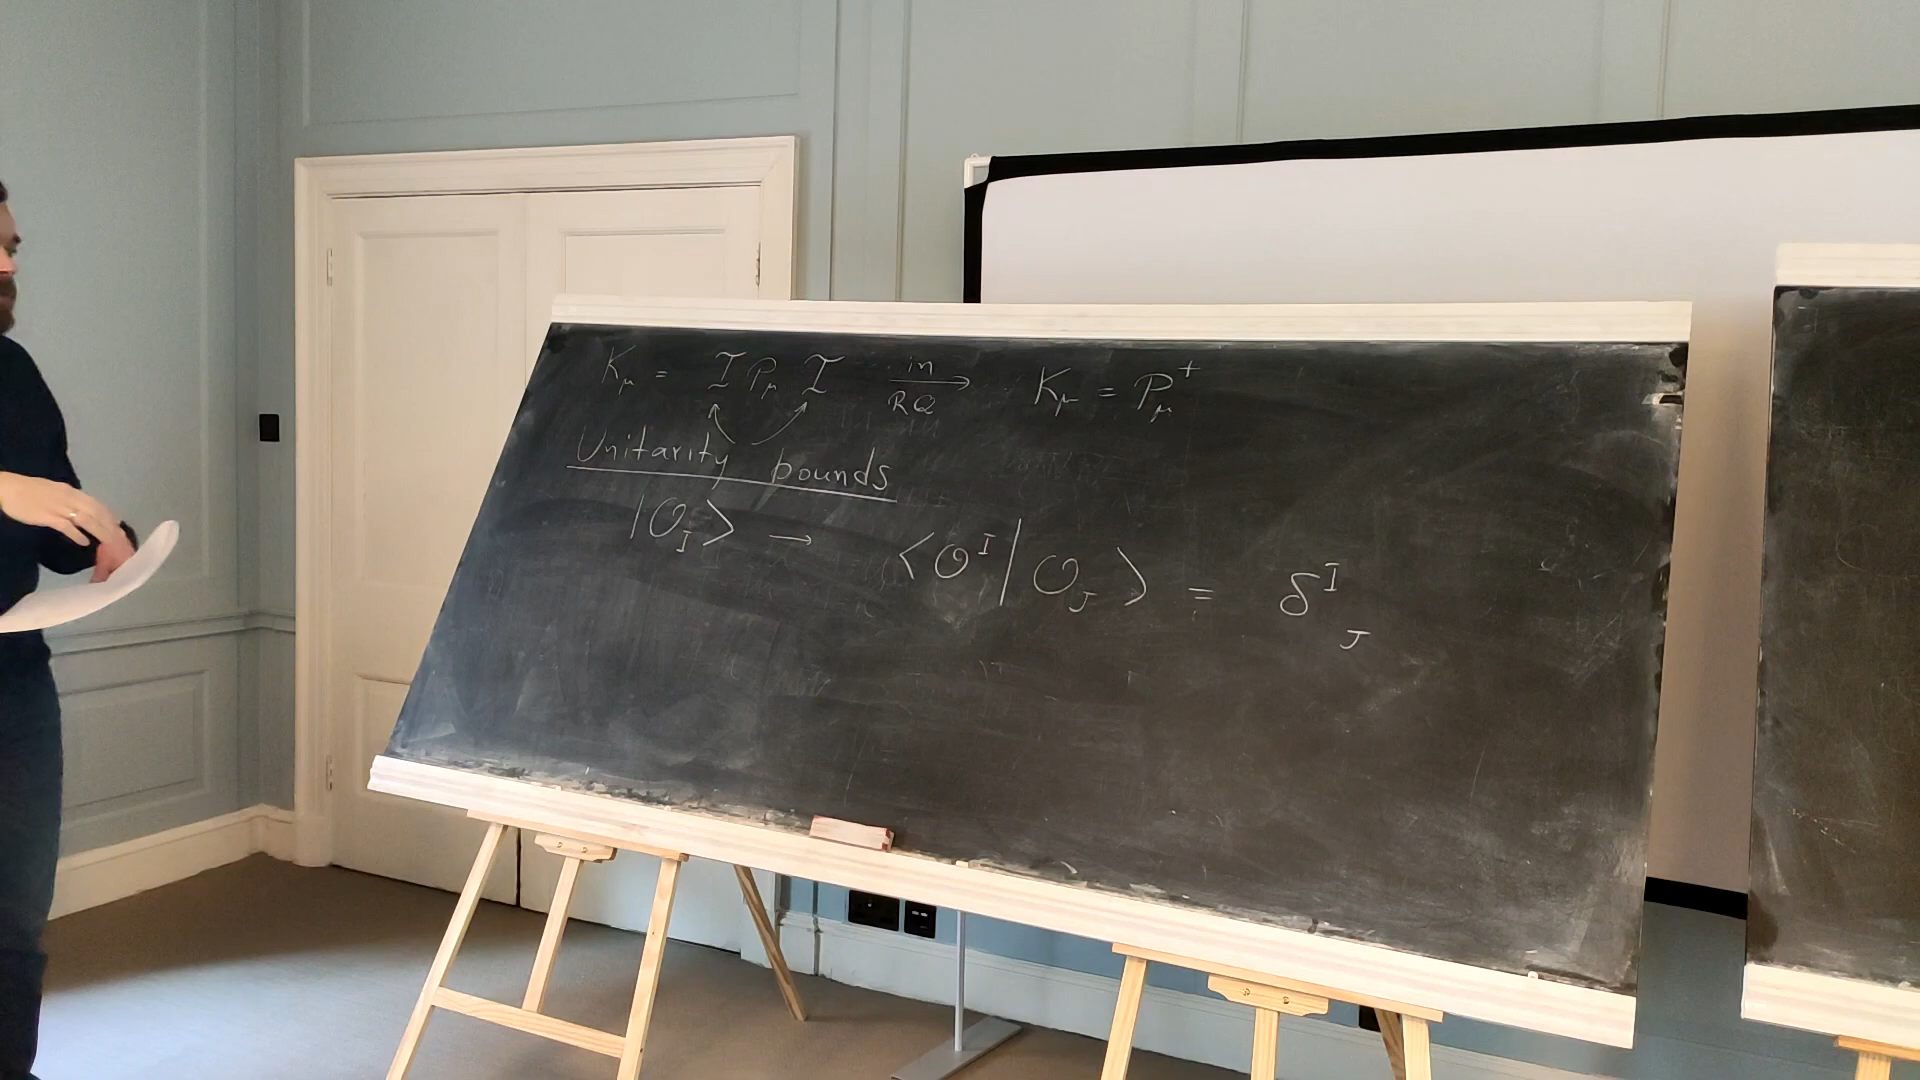 K_μ = I P_μ I in/RQ → K_μ = P_μ^+
Unitarity bounds
|O_I> → <O^I|O_J> = δ^I_J